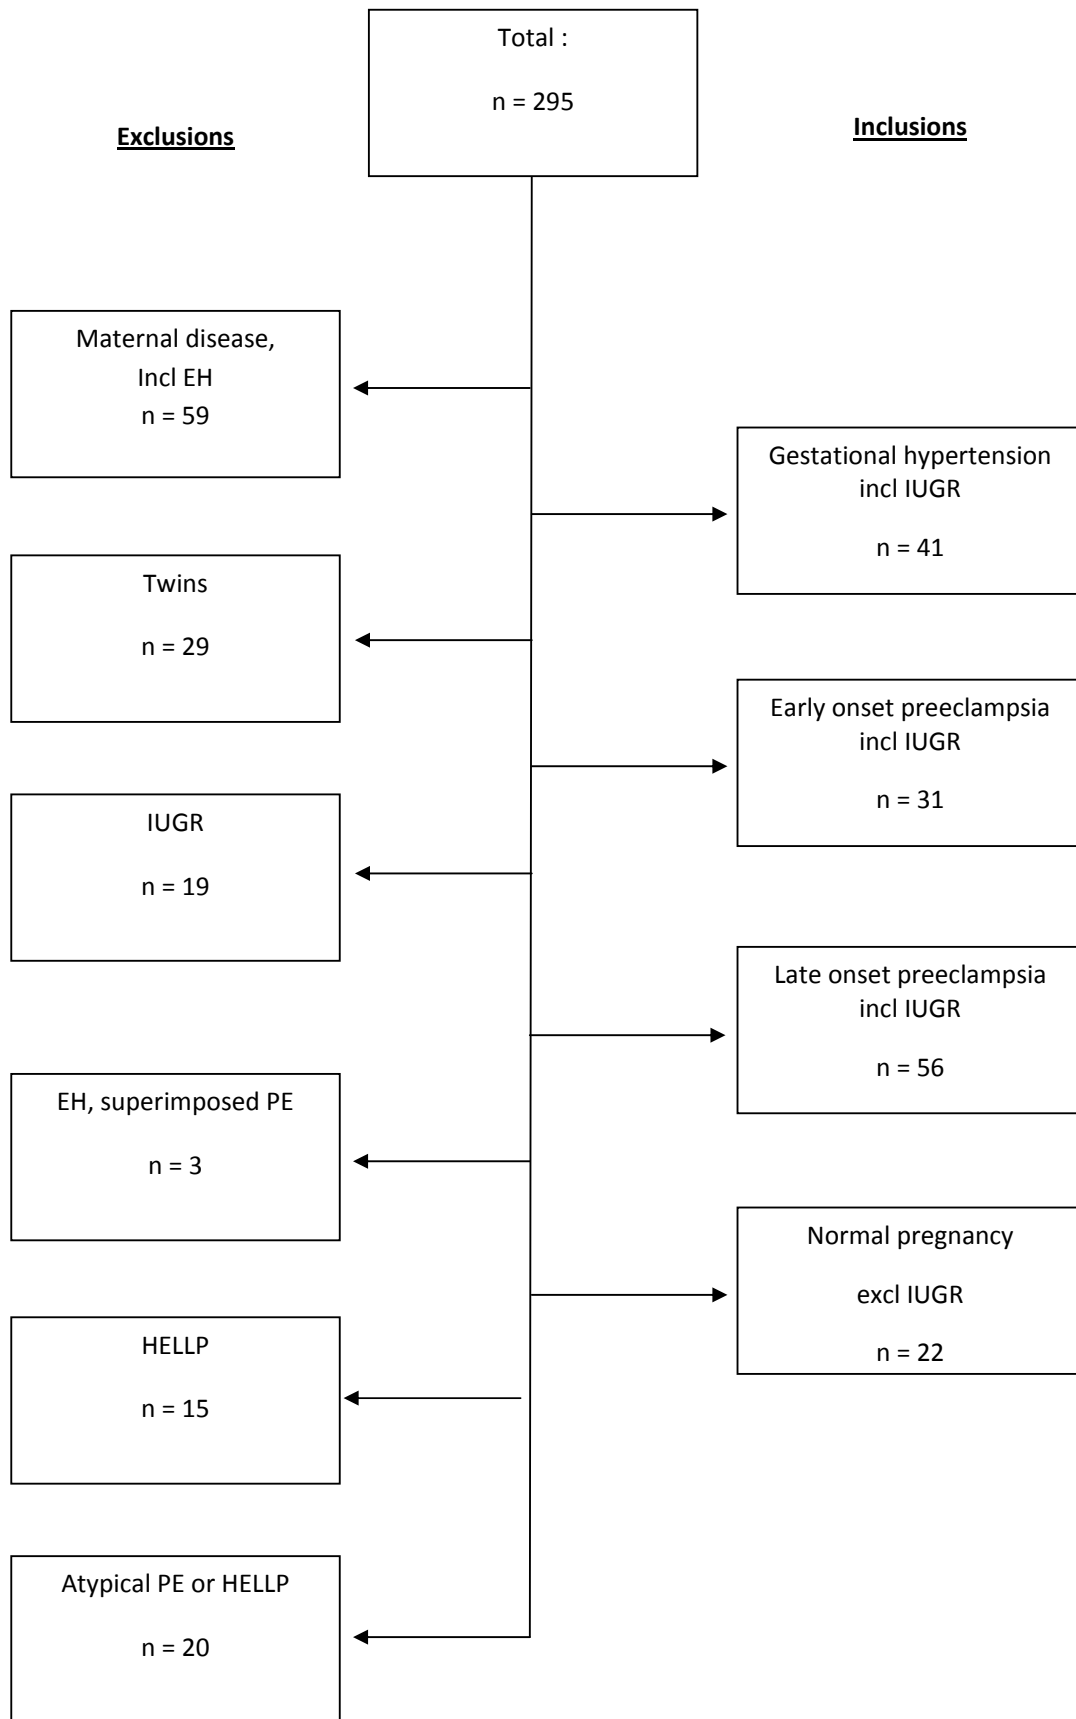 Total :
n = 295
Exclusions
Inclusions
Maternal disease,
Incl EH
n = 59
Gestational hypertension
incl IUGR
n = 41
Twins
n = 29
Early onset preeclampsia
incl IUGR
n = 31
IUGR
n = 19
Late onset preeclampsia
incl IUGR
n = 56
EH, superimposed PE
n = 3
Normal pregnancy
excl IUGR
n = 22
HELLP
n = 15
Atypical PE or HELLP
n = 20